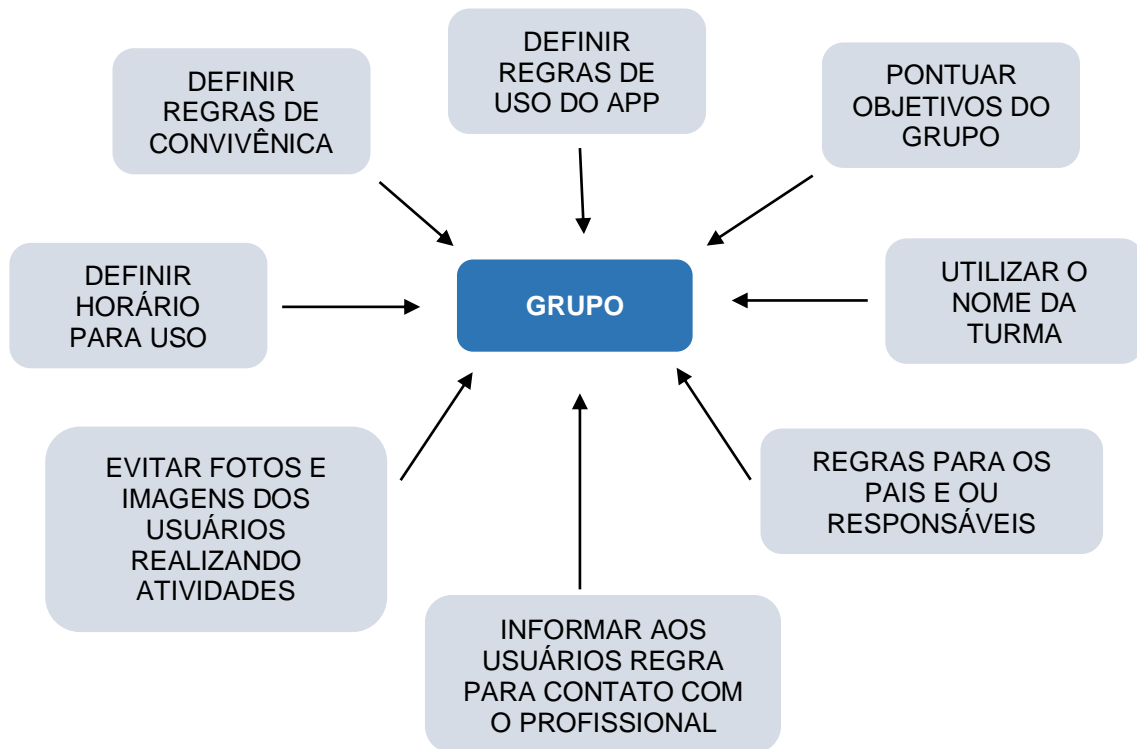 DEFINIR
REGRAS DE
CONVIVÊNICA
DEFINIR
REGRAS DE
USO DO APP
PONTUAR
OBJETIVOS DO
GRUPO
DEFINIR
HORÁRIO
PARA USO
GRUPO
UTILIZAR O
NOME DA
TURMA
EVITAR FOTOS E
IMAGENS DOS
USUÁRIOS
REALIZANDO
ATIVIDADES
REGRAS PARA OS
PAIS E OU
RESPONSÁVEIS
INFORMAR AOS
USUÁRIOS REGRA
PARA CONTATO COM
O PROFISSIONAL